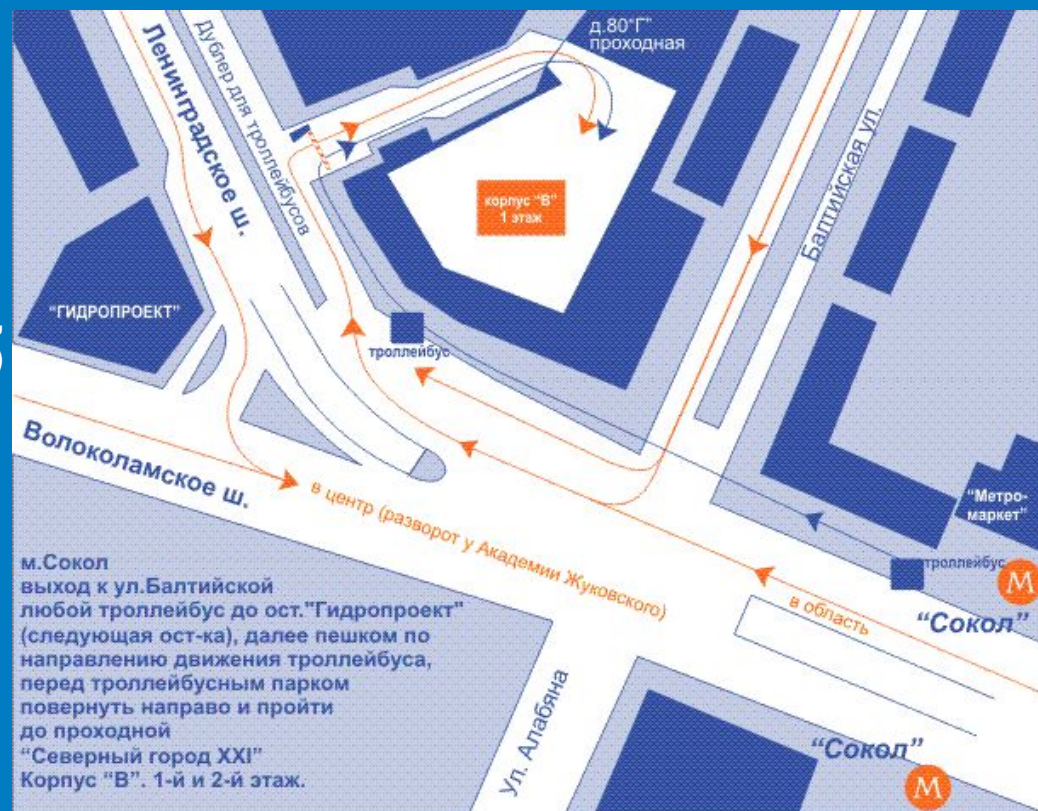 д.80"Г"
проходная
Ленинградское ш.
Дублер для троллейбусов
Балтийская ул.
корпус "В"
1 этаж
"ГИДРОПРОЕКТ"
троллейбус
Волоколамское ш.
в центр (разворот у Академии Жуковского)
"Метро-
маркет"
троллейбус
М
"Сокол"
в область
м.Сокол
выход к ул.Балтийской
любой троллейбус до ост."Гидропроект"
(следующая ост-ка), далее пешком по
направлению движения троллейбуса,
перед троллейбусным парком
повернуть направо и пройти
до проходной
"Северный город XXI"
Корпус "В". 1-й и 2-й этаж.
Ул. Алабяна
"Сокол"
М